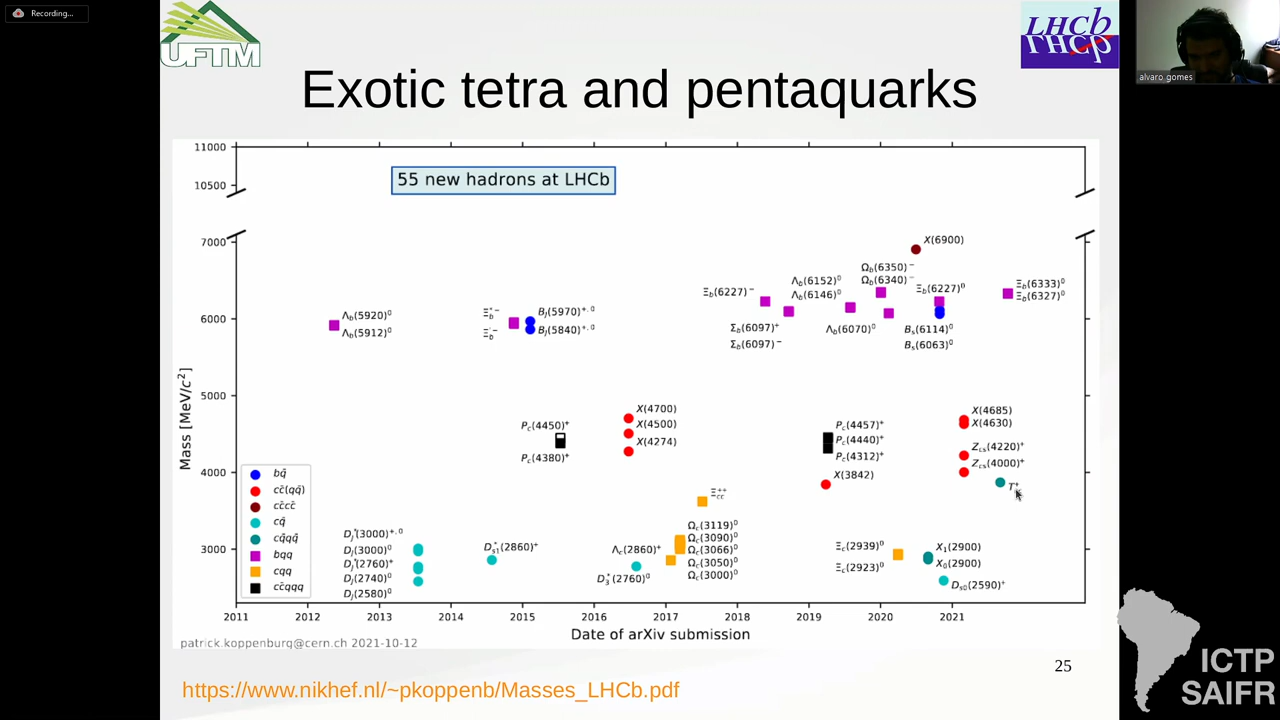 Recording...
UFTM
LHCb
alvaro gomes
Exotic tetra and pentaquarks
55 new hadrons at LHCb
11000
10500
7000
6000
5000
4000
3000
Mass [MeV/c²]
X(6900)
Ω_b(6350)⁻
Ω_b(6340)⁻
Ξ_b(6227)⁻
Λ_b(6152)⁰
Λ_b(6146)⁰
Ξ_b(6227)⁰
Ξ_b(6333)⁰
Ξ_b(6327)⁰
Λ_b(5920)⁰
Λ_b(5912)⁰
B_J(5970)⁺·⁰
B_J(5840)⁺·⁰
Σ_b(6097)⁺
Σ_b(6097)⁻
Λ_b(6070)⁰
B_s(6114)⁰
B_s(6063)⁰
P_c(4450)⁺
P_c(4380)⁺
X(4700)
X(4500)
X(4274)
P_c(4457)⁺
P_c(4440)⁺
P_c(4312)⁺
X(3842)
X(4685)
X(4630)
Z_cs(4220)⁺
Z_cs(4000)⁺
Ξ_cc⁺⁺
D_J*(3000)⁺·⁰
D_J(3000)⁰
D_J*(2760)⁺
D_J(2740)⁰
D_J(2580)⁰
D_s1*(2860)⁺
Λ_c(2860)⁺
D_3*(2760)⁰
Ω_c(3119)⁰
Ω_c(3090)⁰
Ω_c(3066)⁰
Ω_c(3050)⁰
Ω_c(3000)⁰
Ξ_c(2939)⁰
Ξ_c(2923)⁰
X₁(2900)
X₀(2900)
D_s0(2590)⁺
bq̄
cc̄(qq̄)
cc̄cc̄
cq̄
cq̄qq̄
bqq
cqq
cc̄qqq
2011 2012 2013 2014 2015 2016 2017 2018 2019 2020 2021
Date of arXiv submission
patrick.koppenburg@cern.ch 2021-10-12
25
https://www.nikhef.nl/~pkoppenb/Masses_LHCb.pdf
ICTP
SAIFR